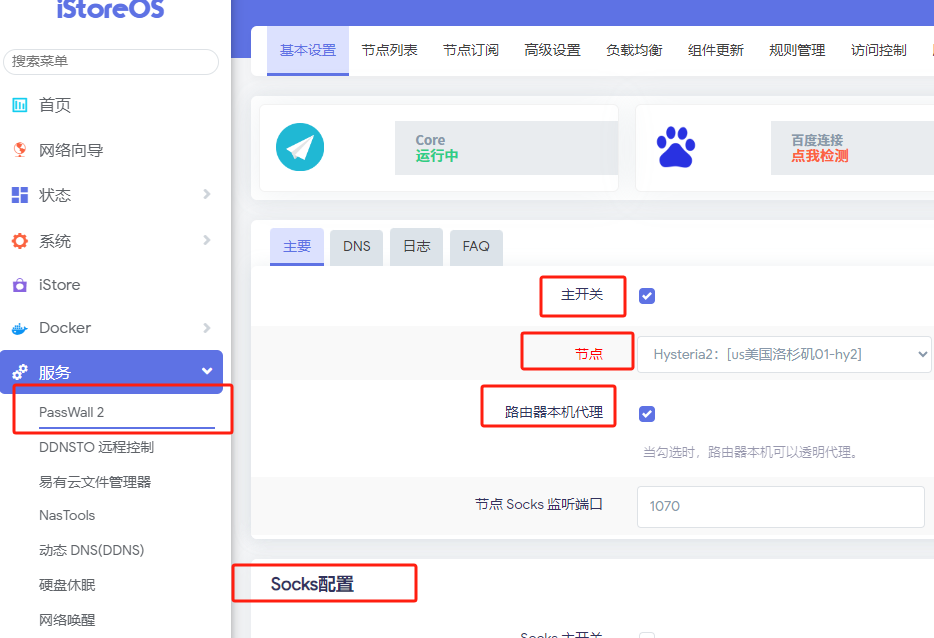 iStoreOS
搜索菜单
首页
网络向导
状态
系统
iStore
Docker
服务
PassWall 2
DDNSTO 远程控制
易有云文件管理器
NasTools
动态 DNS(DDNS)
硬盘休眠
网络唤醒
基本设置 节点列表 节点订阅 高级设置 负载均衡 组件更新 规则管理 访问控制
Core
运行中
百度连接
点我检测
主要 DNS 日志 FAQ
主开关
节点 Hysteria2：[us美国洛杉矶01-hy2]
路由器本机代理
当勾选时，路由器本机可以透明代理。
节点 Socks 监听端口 1070
Socks配置
Socks 主开关